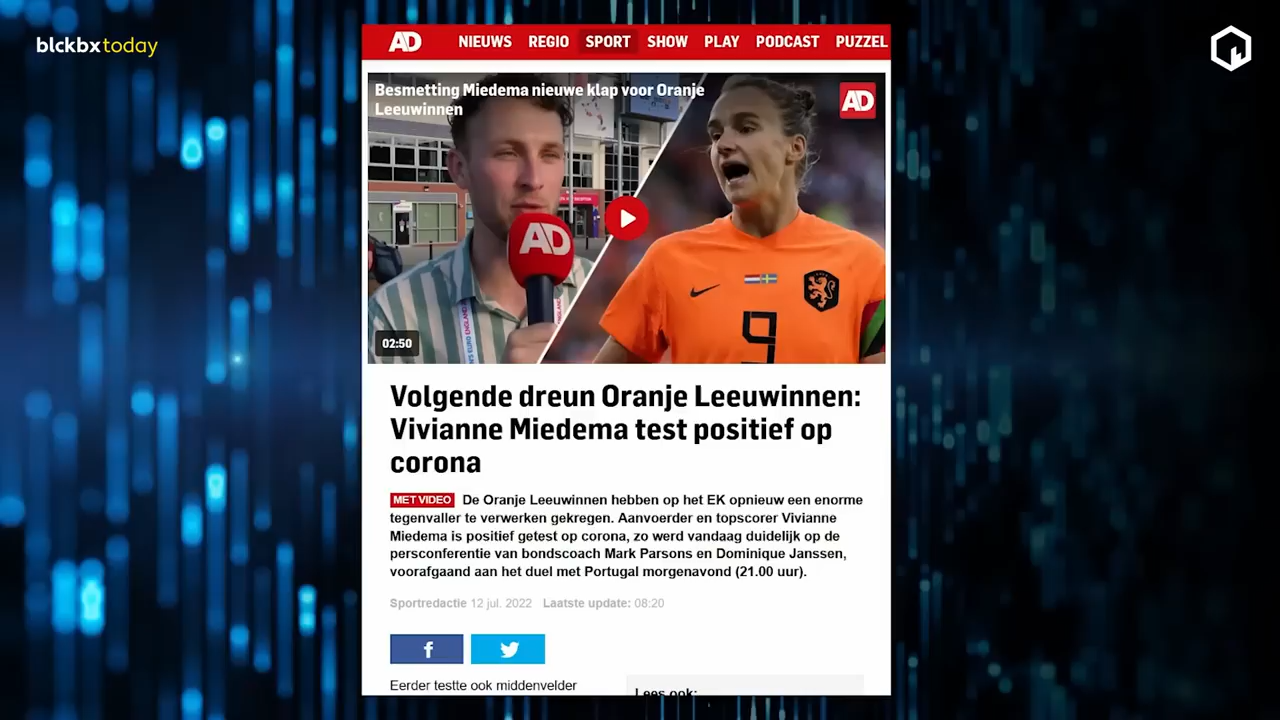 blckbxtoday
AD NIEUWS REGIO SPORT SHOW PLAY PODCAST PUZZEL
Besmetting Miedema nieuwe klap voor Oranje
Leeuwinnen
AD
AD
9
02:50
Volgende dreun Oranje Leeuwinnen:
Vivianne Miedema test positief op
corona
MET VIDEO De Oranje Leeuwinnen hebben op het EK opnieuw een enorme
tegenvaller te verwerken gekregen. Aanvoerder en topscorer Vivianne
Miedema is positief getest op corona, zo werd vandaag duidelijk op de
persconferentie van bondscoach Mark Parsons en Dominique Janssen,
voorafgaand aan het duel met Portugal morgenavond (21.00 uur).
Sportredactie 12 jul. 2022 Laatste update: 08:20
f
Eerder testte ook middenvelder
Lees ook: